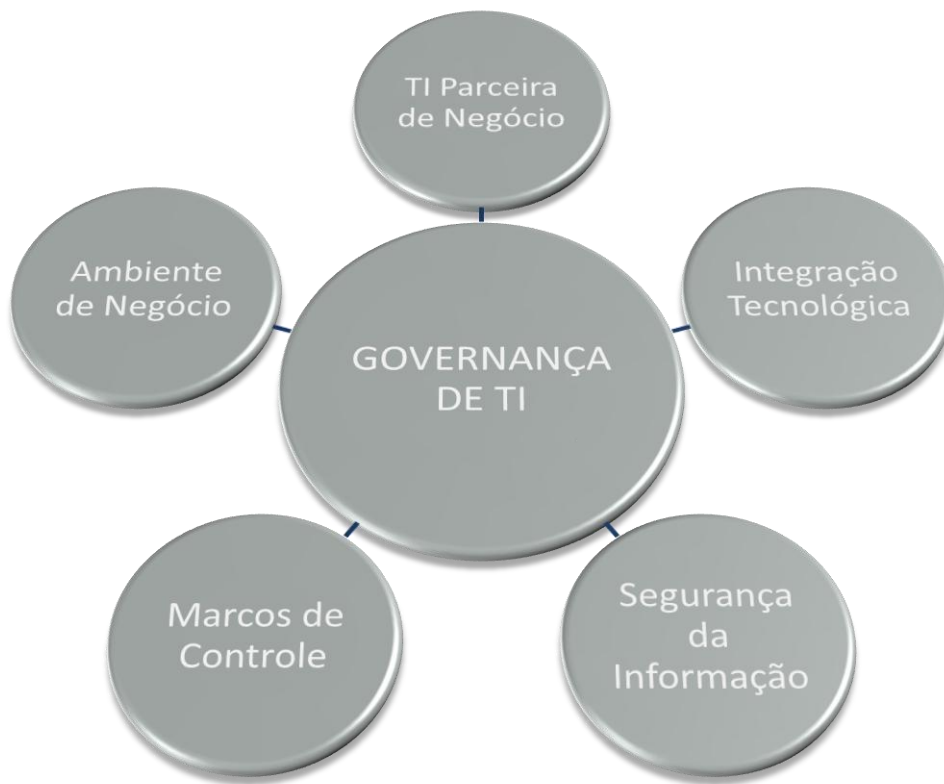 TI Parceira
de Negócio
Ambiente
de Negócio
Integração
Tecnológica
GOVERNANÇA
DE TI
Marcos de
Controle
Segurança
da
Informação